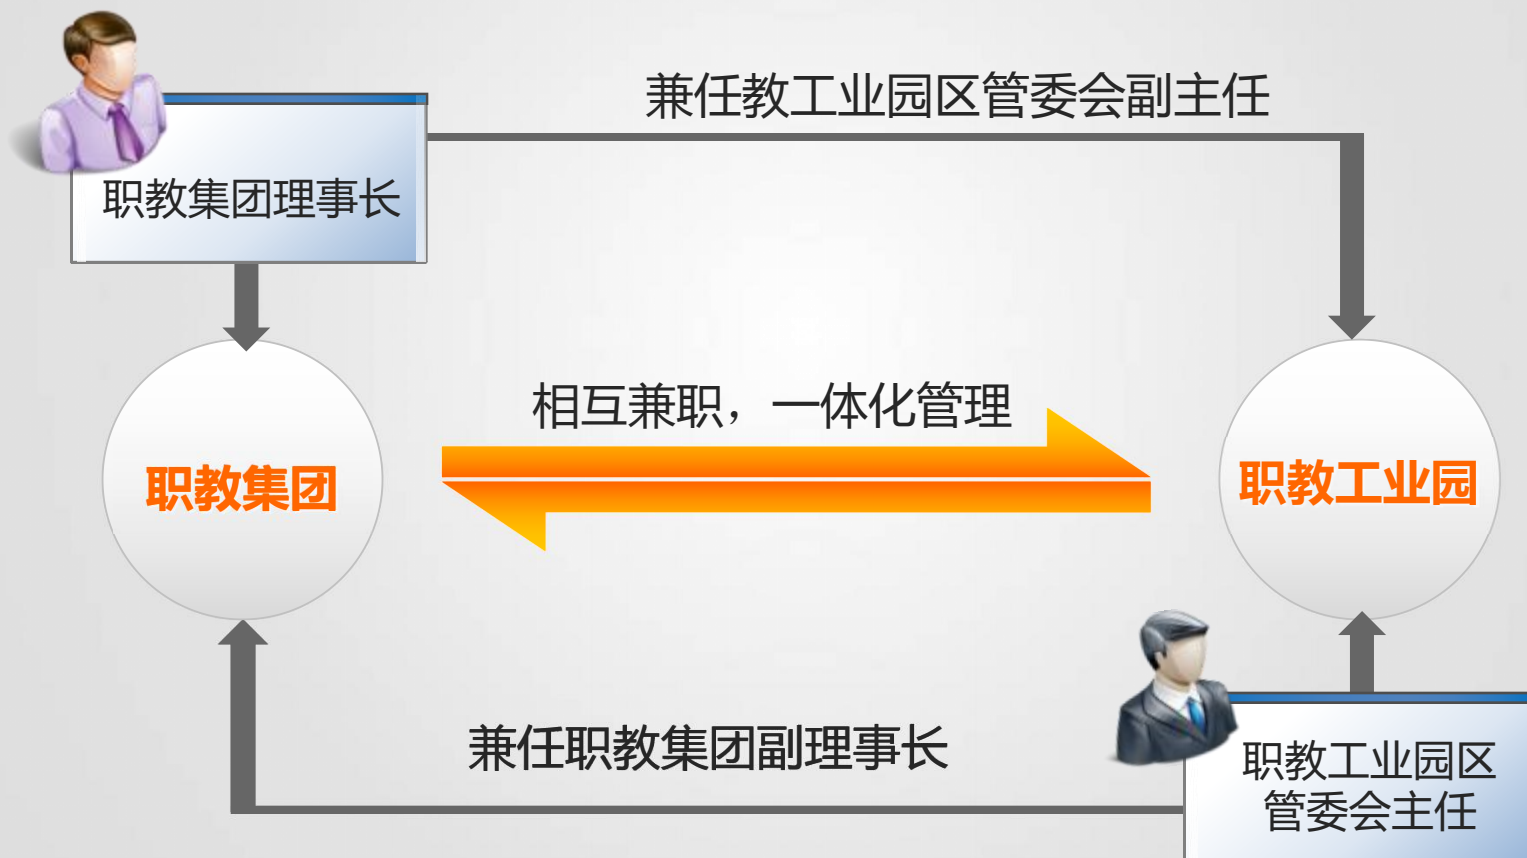 兼任教工业园区管委会副主任
职教集团理事长
相互兼职，一体化管理
职教集团
职教工业园
兼任职教集团副理事长
职教工业园区
管委会主任